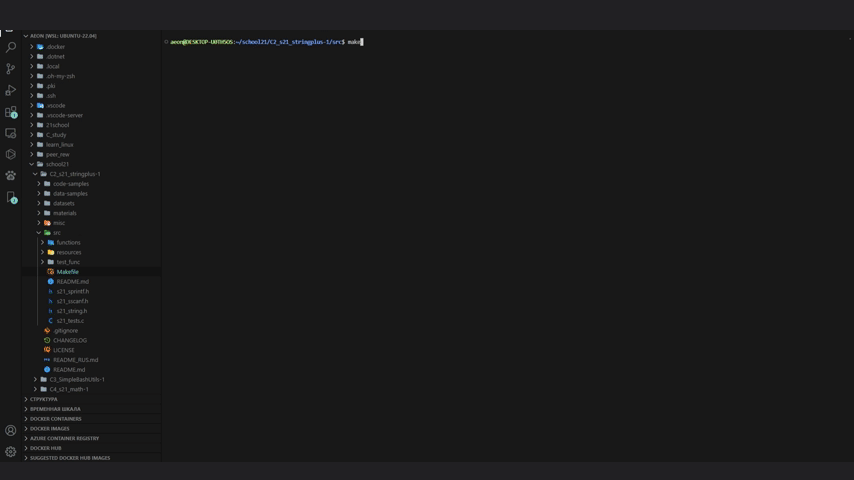 AEON [WSL: UBUNTU-22.04]
.docker
.dotnet
.local
.oh-my-zsh
.pki
.ssh
.vscode
.vscode-server
21school
C_study
learn_linux
peer_rew
school21
C2_s21_stringplus-1
code-samples
data-samples
datasets
materials
misc
src
functions
resources
test_func
Makefile
README.md
s21_sprintf.h
s21_sscanf.h
s21_string.h
s21_tests.c
.gitignore
CHANGELOG
LICENSE
README_RUS.md
README.md
C3_SimpleBashUtils-1
C4_s21_math-1
СТРУКТУРА
ВРЕМЕННАЯ ШКАЛА
DOCKER CONTAINERS
DOCKER IMAGES
AZURE CONTAINER REGISTRY
DOCKER HUB
SUGGESTED DOCKER HUB IMAGES
aeon@DESKTOP-U8TH5OS:~/school21/C2_s21_stringplus-1/src$ make